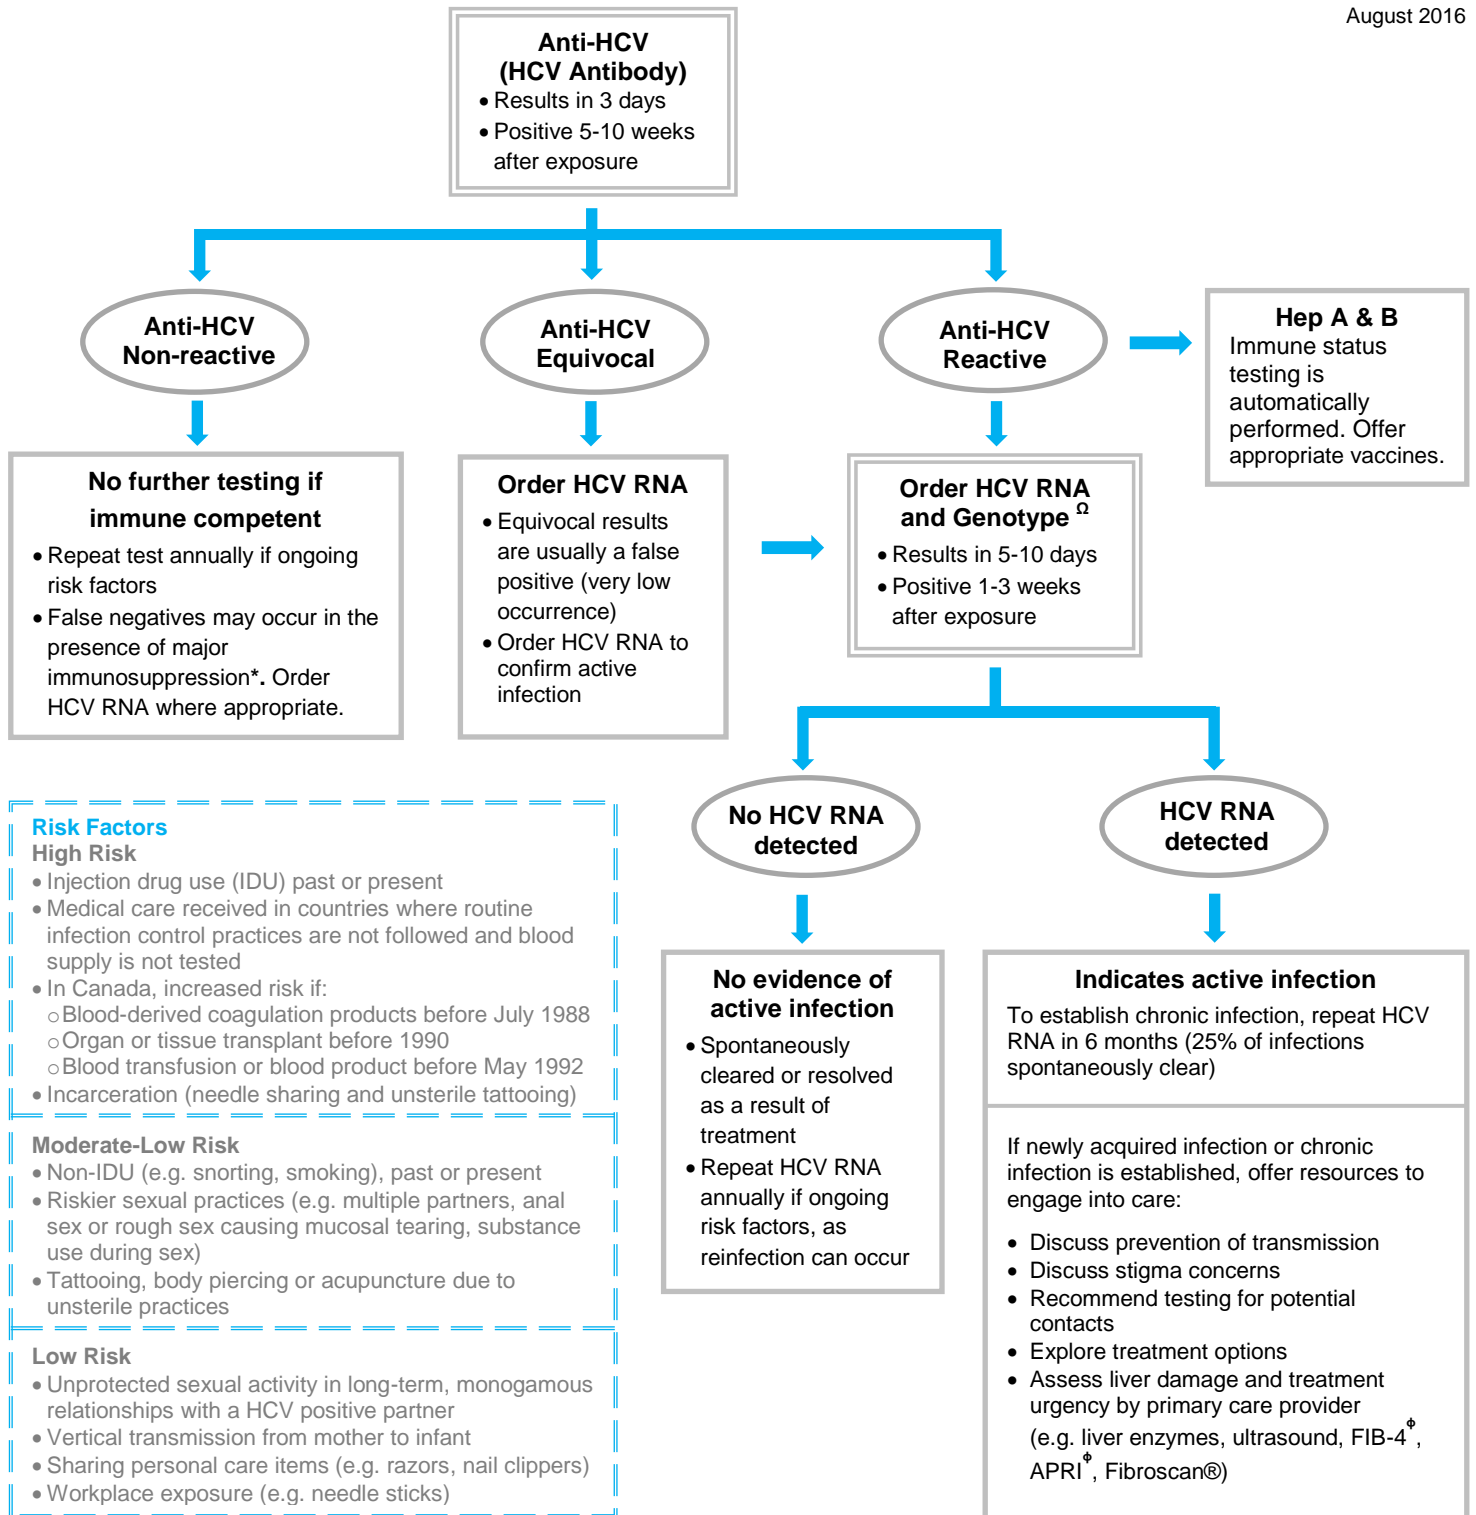 August 2016
Anti-HCV
(HCV Antibody)
• Results in 3 days
• Positive 5-10 weeks
after exposure
Anti-HCV
Non-reactive
Anti-HCV
Equivocal
Anti-HCV
Reactive
Hep A & B
Immune status
testing is
automatically
performed. Offer
appropriate vaccines.
No further testing if
immune competent
• Repeat test annually if ongoing
risk factors
• False negatives may occur in the
presence of major
immunosuppression*. Order
HCV RNA where appropriate.
Order HCV RNA
• Equivocal results
are usually a false
positive (very low
occurrence)
• Order HCV RNA to
confirm active
infection
Order HCV RNA
and Genotype Ω
• Results in 5-10 days
• Positive 1-3 weeks
after exposure
No HCV RNA
detected
HCV RNA
detected
Risk Factors
High Risk
• Injection drug use (IDU) past or present
• Medical care received in countries where routine
infection control practices are not followed and blood
supply is not tested
• In Canada, increased risk if:
o Blood-derived coagulation products before July 1988
o Organ or tissue transplant before 1990
o Blood transfusion or blood product before May 1992
• Incarceration (needle sharing and unsterile tattooing)
Moderate-Low Risk
• Non-IDU (e.g. snorting, smoking), past or present
• Riskier sexual practices (e.g. multiple partners, anal
sex or rough sex causing mucosal tearing, substance
use during sex)
• Tattooing, body piercing or acupuncture due to
unsterile practices
Low Risk
• Unprotected sexual activity in long-term, monogamous
relationships with a HCV positive partner
• Vertical transmission from mother to infant
• Sharing personal care items (e.g. razors, nail clippers)
• Workplace exposure (e.g. needle sticks)
No evidence of
active infection
• Spontaneously
cleared or resolved
as a result of
treatment
• Repeat HCV RNA
annually if ongoing
risk factors, as
reinfection can occur
Indicates active infection
To establish chronic infection, repeat HCV
RNA in 6 months (25% of infections
spontaneously clear)
If newly acquired infection or chronic
infection is established, offer resources to
engage into care:
• Discuss prevention of transmission
• Discuss stigma concerns
• Recommend testing for potential
contacts
• Explore treatment options
• Assess liver damage and treatment
urgency by primary care provider
(e.g. liver enzymes, ultrasound, FIB-4ϕ,
APRIϕ, Fibroscan®)